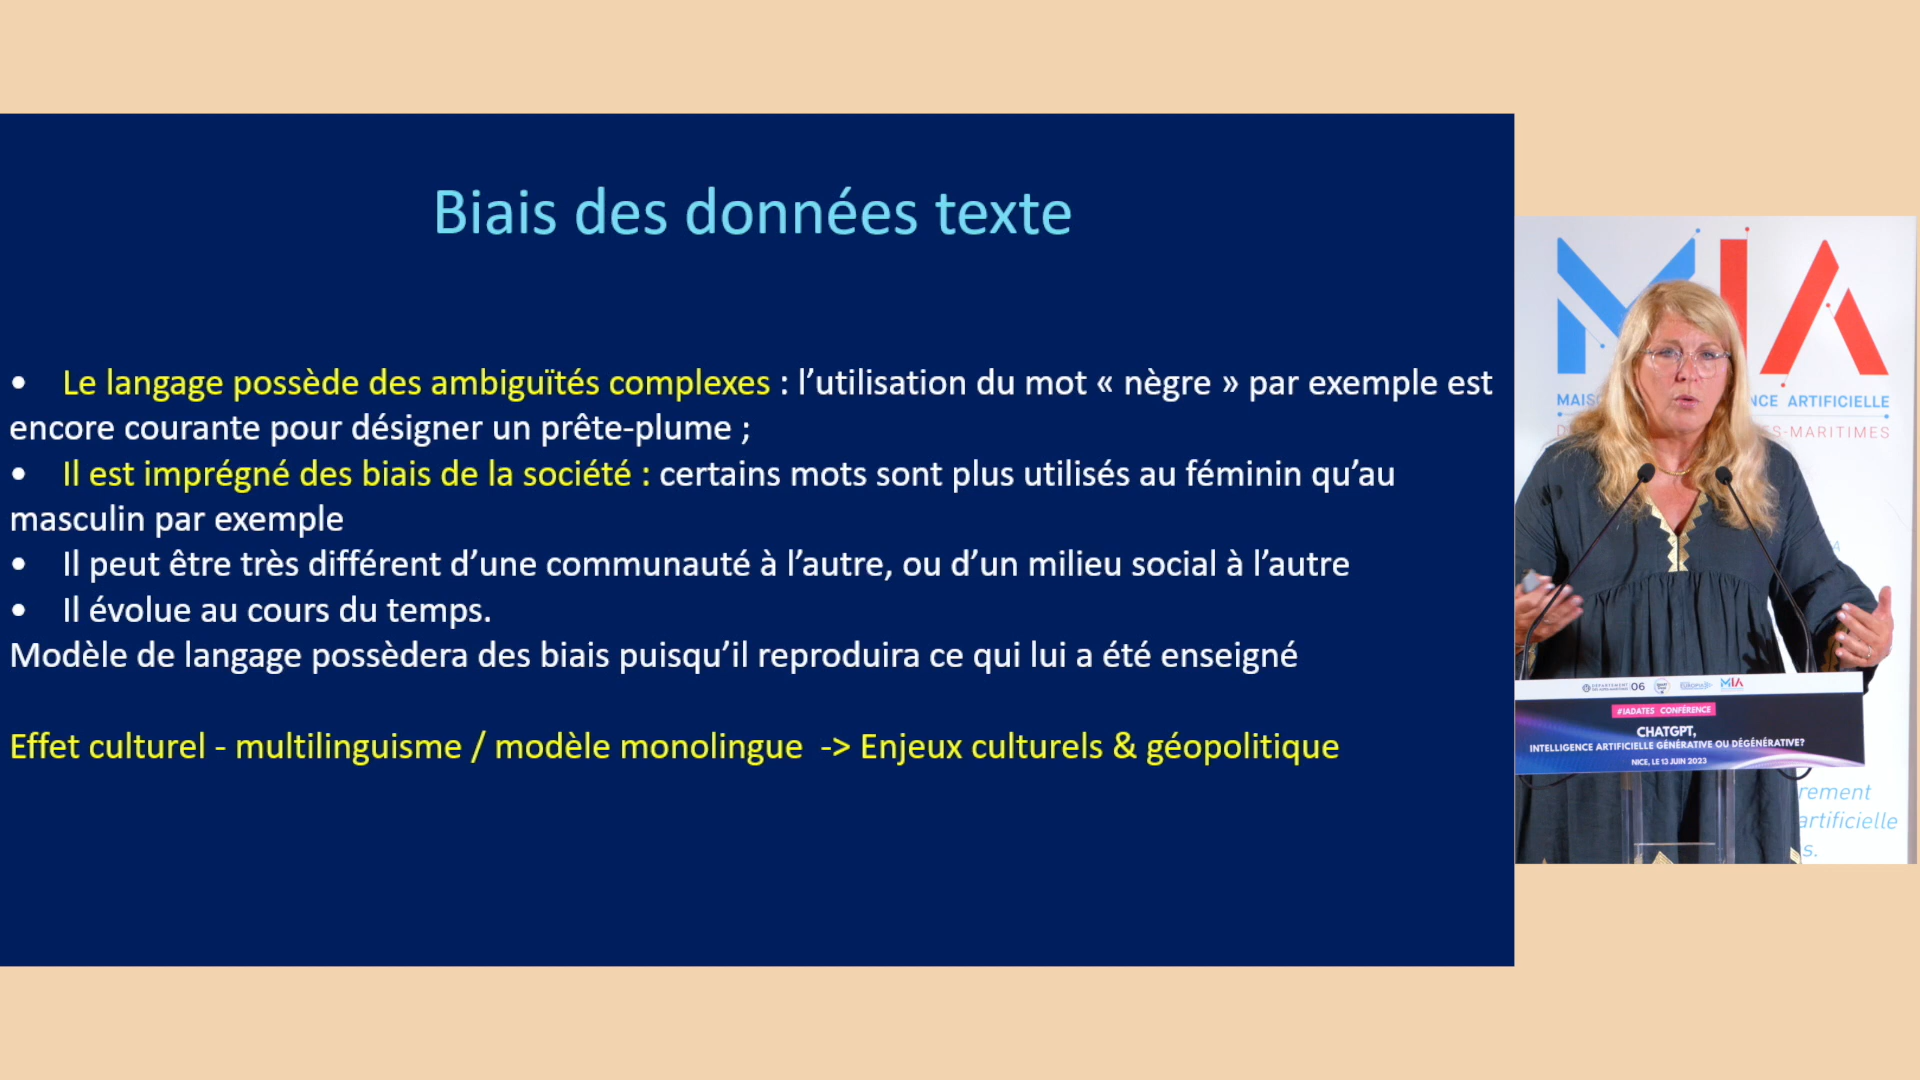 Biais des données texte
• Le langage possède des ambiguïtés complexes : l’utilisation du mot « nègre » par exemple est
encore courante pour désigner un prête-plume ;
• Il est imprégné des biais de la société : certains mots sont plus utilisés au féminin qu’au
masculin par exemple
• Il peut être très différent d’une communauté à l’autre, ou d’un milieu social à l’autre
• Il évolue au cours du temps.
Modèle de langage possèdera des biais puisqu’il reproduira ce qui lui a été enseigné
Effet culturel - multilinguisme / modèle monolingue -> Enjeux culturels & géopolitique
MIA
ARTIFICIELLE
06
MIA
#IADATES CONFÉRENCE
CHATGPT,
INTELLIGENCE ARTIFICIELLE GÉNÉRATIVE OU DÉGÉNÉRATIVE?
NICE, LE 13 JUIN 2023
artificielle